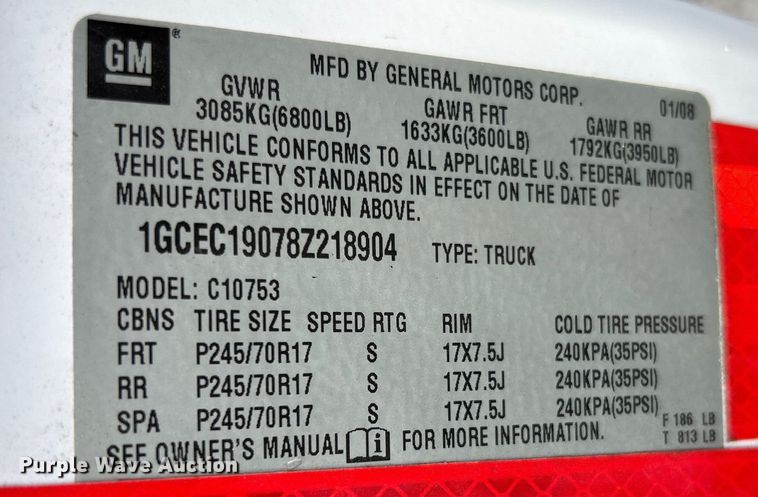 GM ®
MFD BY GENERAL MOTORS CORP. 01/08
GVWR GAWR FRT GAWR RR
3085KG(6800LB) 1633KG(3600LB) 1792KG(3950LB)
THIS VEHICLE CONFORMS TO ALL APPLICABLE U.S. FEDERAL MOTOR
VEHICLE SAFETY STANDARDS IN EFFECT ON THE DATE OF
MANUFACTURE SHOWN ABOVE.
1GCEC19078Z218904 TYPE: TRUCK
MODEL: C10753
CBNS TIRE SIZE SPEED RTG RIM COLD TIRE PRESSURE
FRT P245/70R17 S 17X7.5J 240KPA(35PSI)
RR P245/70R17 S 17X7.5J 240KPA(35PSI)
SPA P245/70R17 S 17X7.5J 240KPA(35PSI)
SEE OWNER'S MANUAL i FOR MORE INFORMATION.
F 186 LB
T 813 LB
Purple Wave Auction